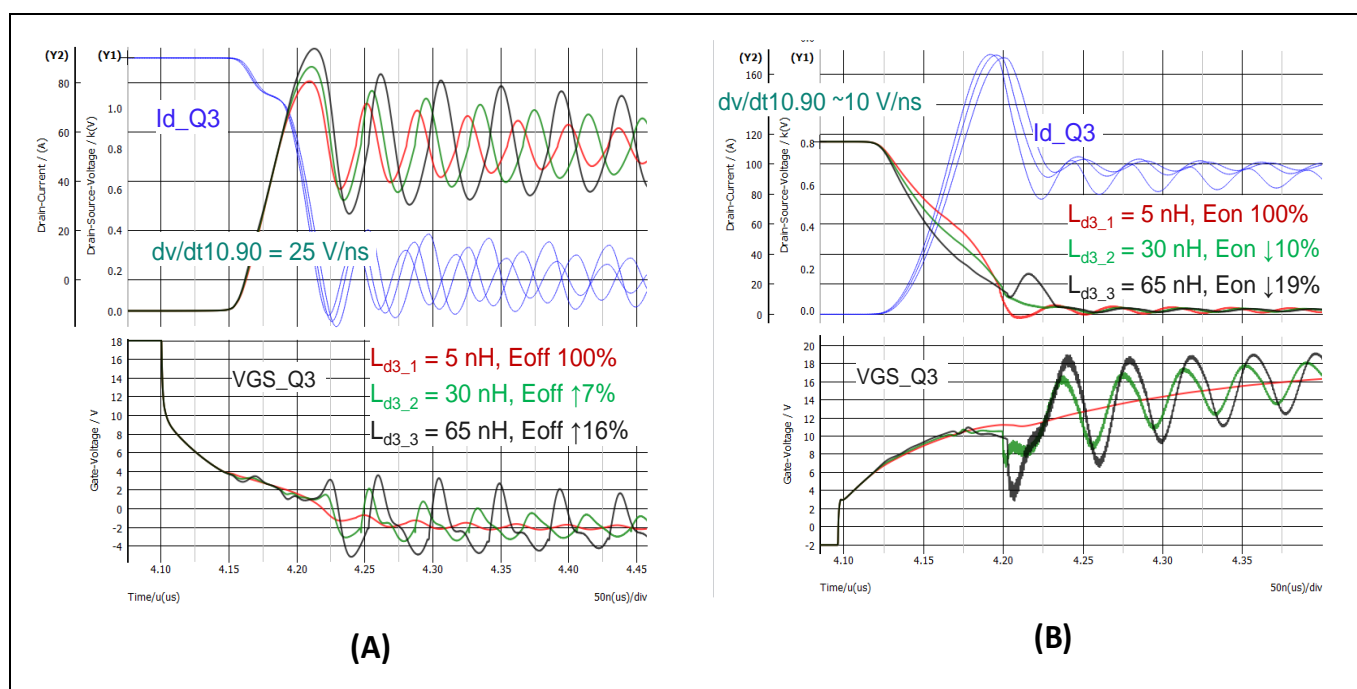 (Y2) (Y1)
80
60
40
20
0
Drain-Current / (A)
1.0
0.8
0.6
0.4
0.2
0.0
Drain-Source-Voltage / k(V)
Id_Q3
dv/dt10.90 = 25 V/ns
18
16
14
12
10
8
6
4
2
0
-2
-4
Gate-Voltage / V
VGS_Q3
Ld3_1 = 5 nH, Eoff 100%
Ld3_2 = 30 nH, Eoff ↑7%
Ld3_3 = 65 nH, Eoff ↑16%
4.10 4.15 4.20 4.25 4.30 4.35 4.40 4.45
Time/u(us) 50n(us)/div
(A)
(Y2) (Y1)
160
120
100
80
60
40
20
0
Drain-Current / (A)
0.8
0.6
0.4
0.2
0.0
Drain-Source-Voltage / k(V)
dv/dt10.90 ~10 V/ns
Id_Q3
Ld3_1 = 5 nH, Eon 100%
Ld3_2 = 30 nH, Eon ↓10%
Ld3_3 = 65 nH, Eon ↓19%
20
18
16
14
12
10
8
6
4
2
0
-2
Gate-Voltage / V
VGS_Q3
4.10 4.15 4.20 4.25 4.30 4.35
Time/u(us) 50n(us)/div
(B)